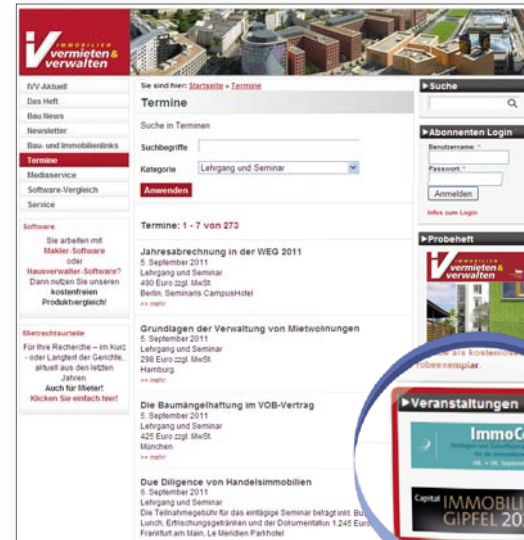 IMMOBILIEN
vermieten &
verwalten
IVV-Aktuell
Das Heft
Bau News
Newsletter
Bau- und Immobilienlinks
Termine
Mediaservice
Software-Vergleich
Service
Software
Sie arbeiten mit
Makler-Software
oder
Hausverwalter-Software?
Dann nutzen Sie unseren
kostenfreien
Produktvergleich!
Mietrechtsurteile
Für Ihre Recherche – im Kurz
- oder Langtext der Gerichte,
aktuell aus den letzten
Jahren.
Auch für Mieter!
Klicken Sie einfach hier!
Sie sind hier: Startseite » Termine
Termine
Suche in Terminen
Suchbegriffe
Kategorie Lehrgang und Seminar
Anwenden
Termine: 1 - 7 von 273
Jahresabrechnung in der WEG 2011
5. September 2011
Lehrgang und Seminar
490 Euro zzgl. MwSt.
Berlin, Seminaris CampusHotel
»» mehr
Grundlagen der Verwaltung von Mietwohnungen
5. September 2011
Lehrgang und Seminar
298 Euro zzgl. MwSt.
Hamburg
»» mehr
Die Baumängelhaftung im VOB-Vertrag
5. September 2011
Lehrgang und Seminar
425 Euro zzgl. MwSt.
München
»» mehr
Due Diligence von Handelsimmobilien
6. September 2011
Lehrgang und Seminar
Die Teilnahmegebühr für das eintägige Seminar beträgt inkl.
Lunch, Erfrischungsgetränken und der Dokumentation 1.245
Frankfurt am Main, Le Meridien Parkhotel
Suche
Abonnenten Login
Benutzername: *
Passwort: *
Anmelden
Infos zum Login
Probeheft
IMMOBILIEN
vermieten &
verwalten
als kostenloses
Veranstaltungen
ImmoCo
für die
Capital IMMOBILI
GIPFEL 20